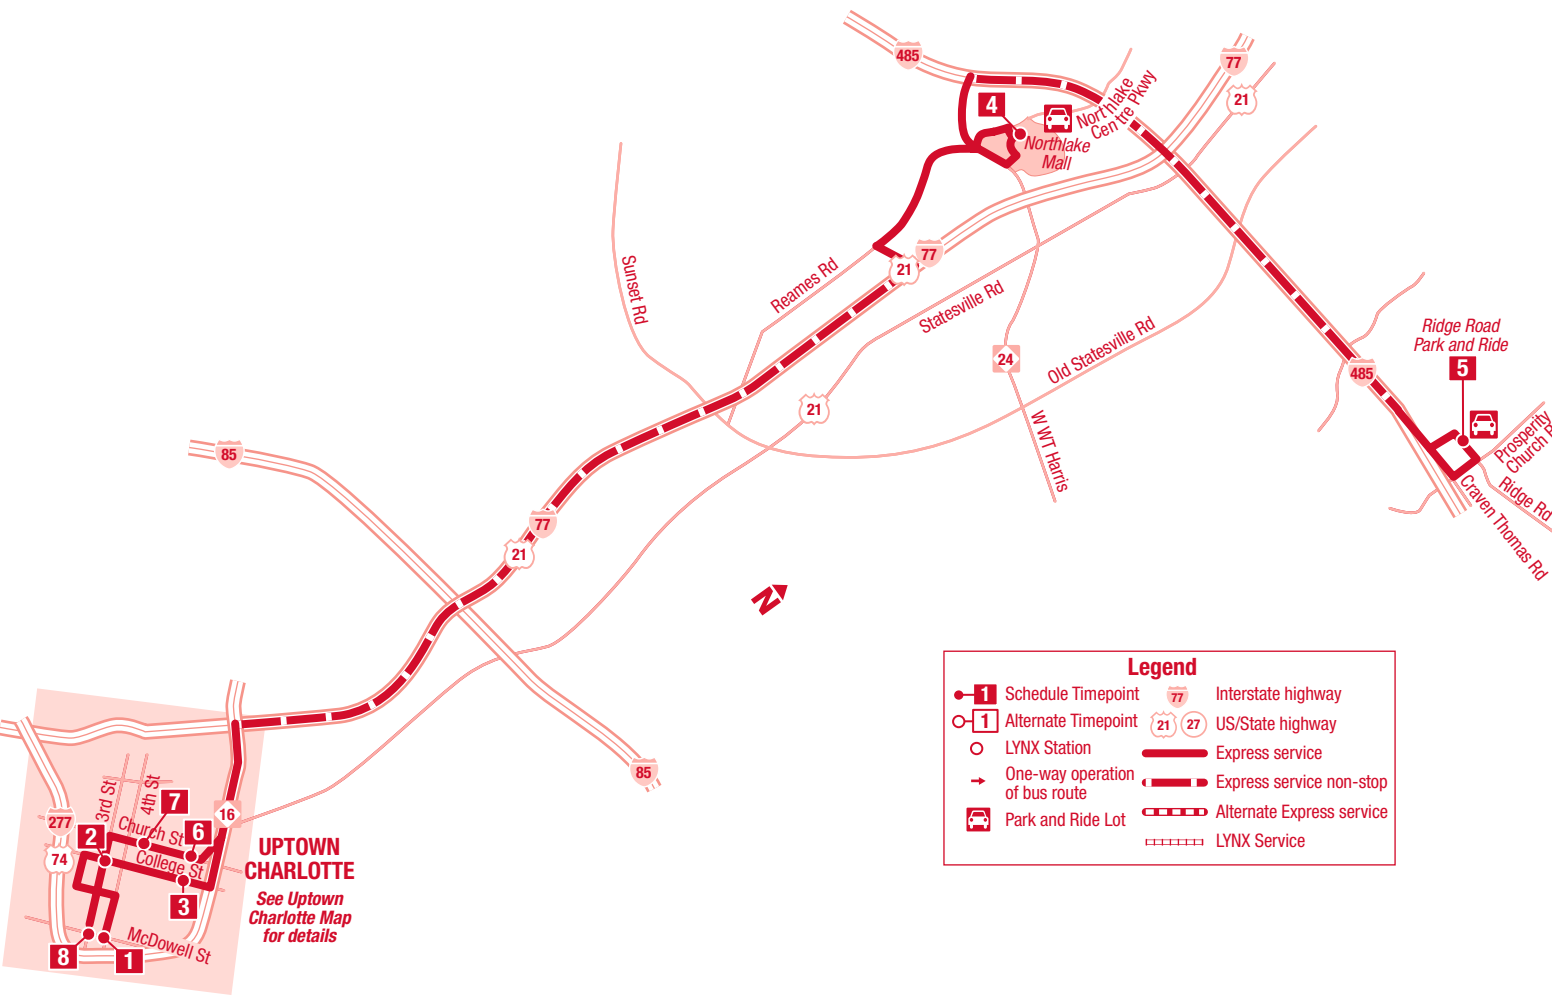 485
77
21
4
Northlake
Centre Pkwy
Northlake
Mall
Sunset Rd
Reames Rd
77
21
Statesville Rd
24
Old Statesville Rd
21
W WT Harris
Ridge Road
Park and Ride
5
485
Prosperity
Church
Ridge Rd
Craven Thomas Rd
85
77
21
N
85
277
74
16
3rd St
4th St
7
2
Church St
6
College St
3
McDowell St
8
1
UPTOWN
CHARLOTTE
See Uptown
Charlotte Map
for details
Legend
1 Schedule Timepoint
1 Alternate Timepoint
LYNX Station
One-way operation
of bus route
Park and Ride Lot
77 Interstate highway
21 27 US/State highway
Express service
Express service non-stop
Alternate Express service
LYNX Service